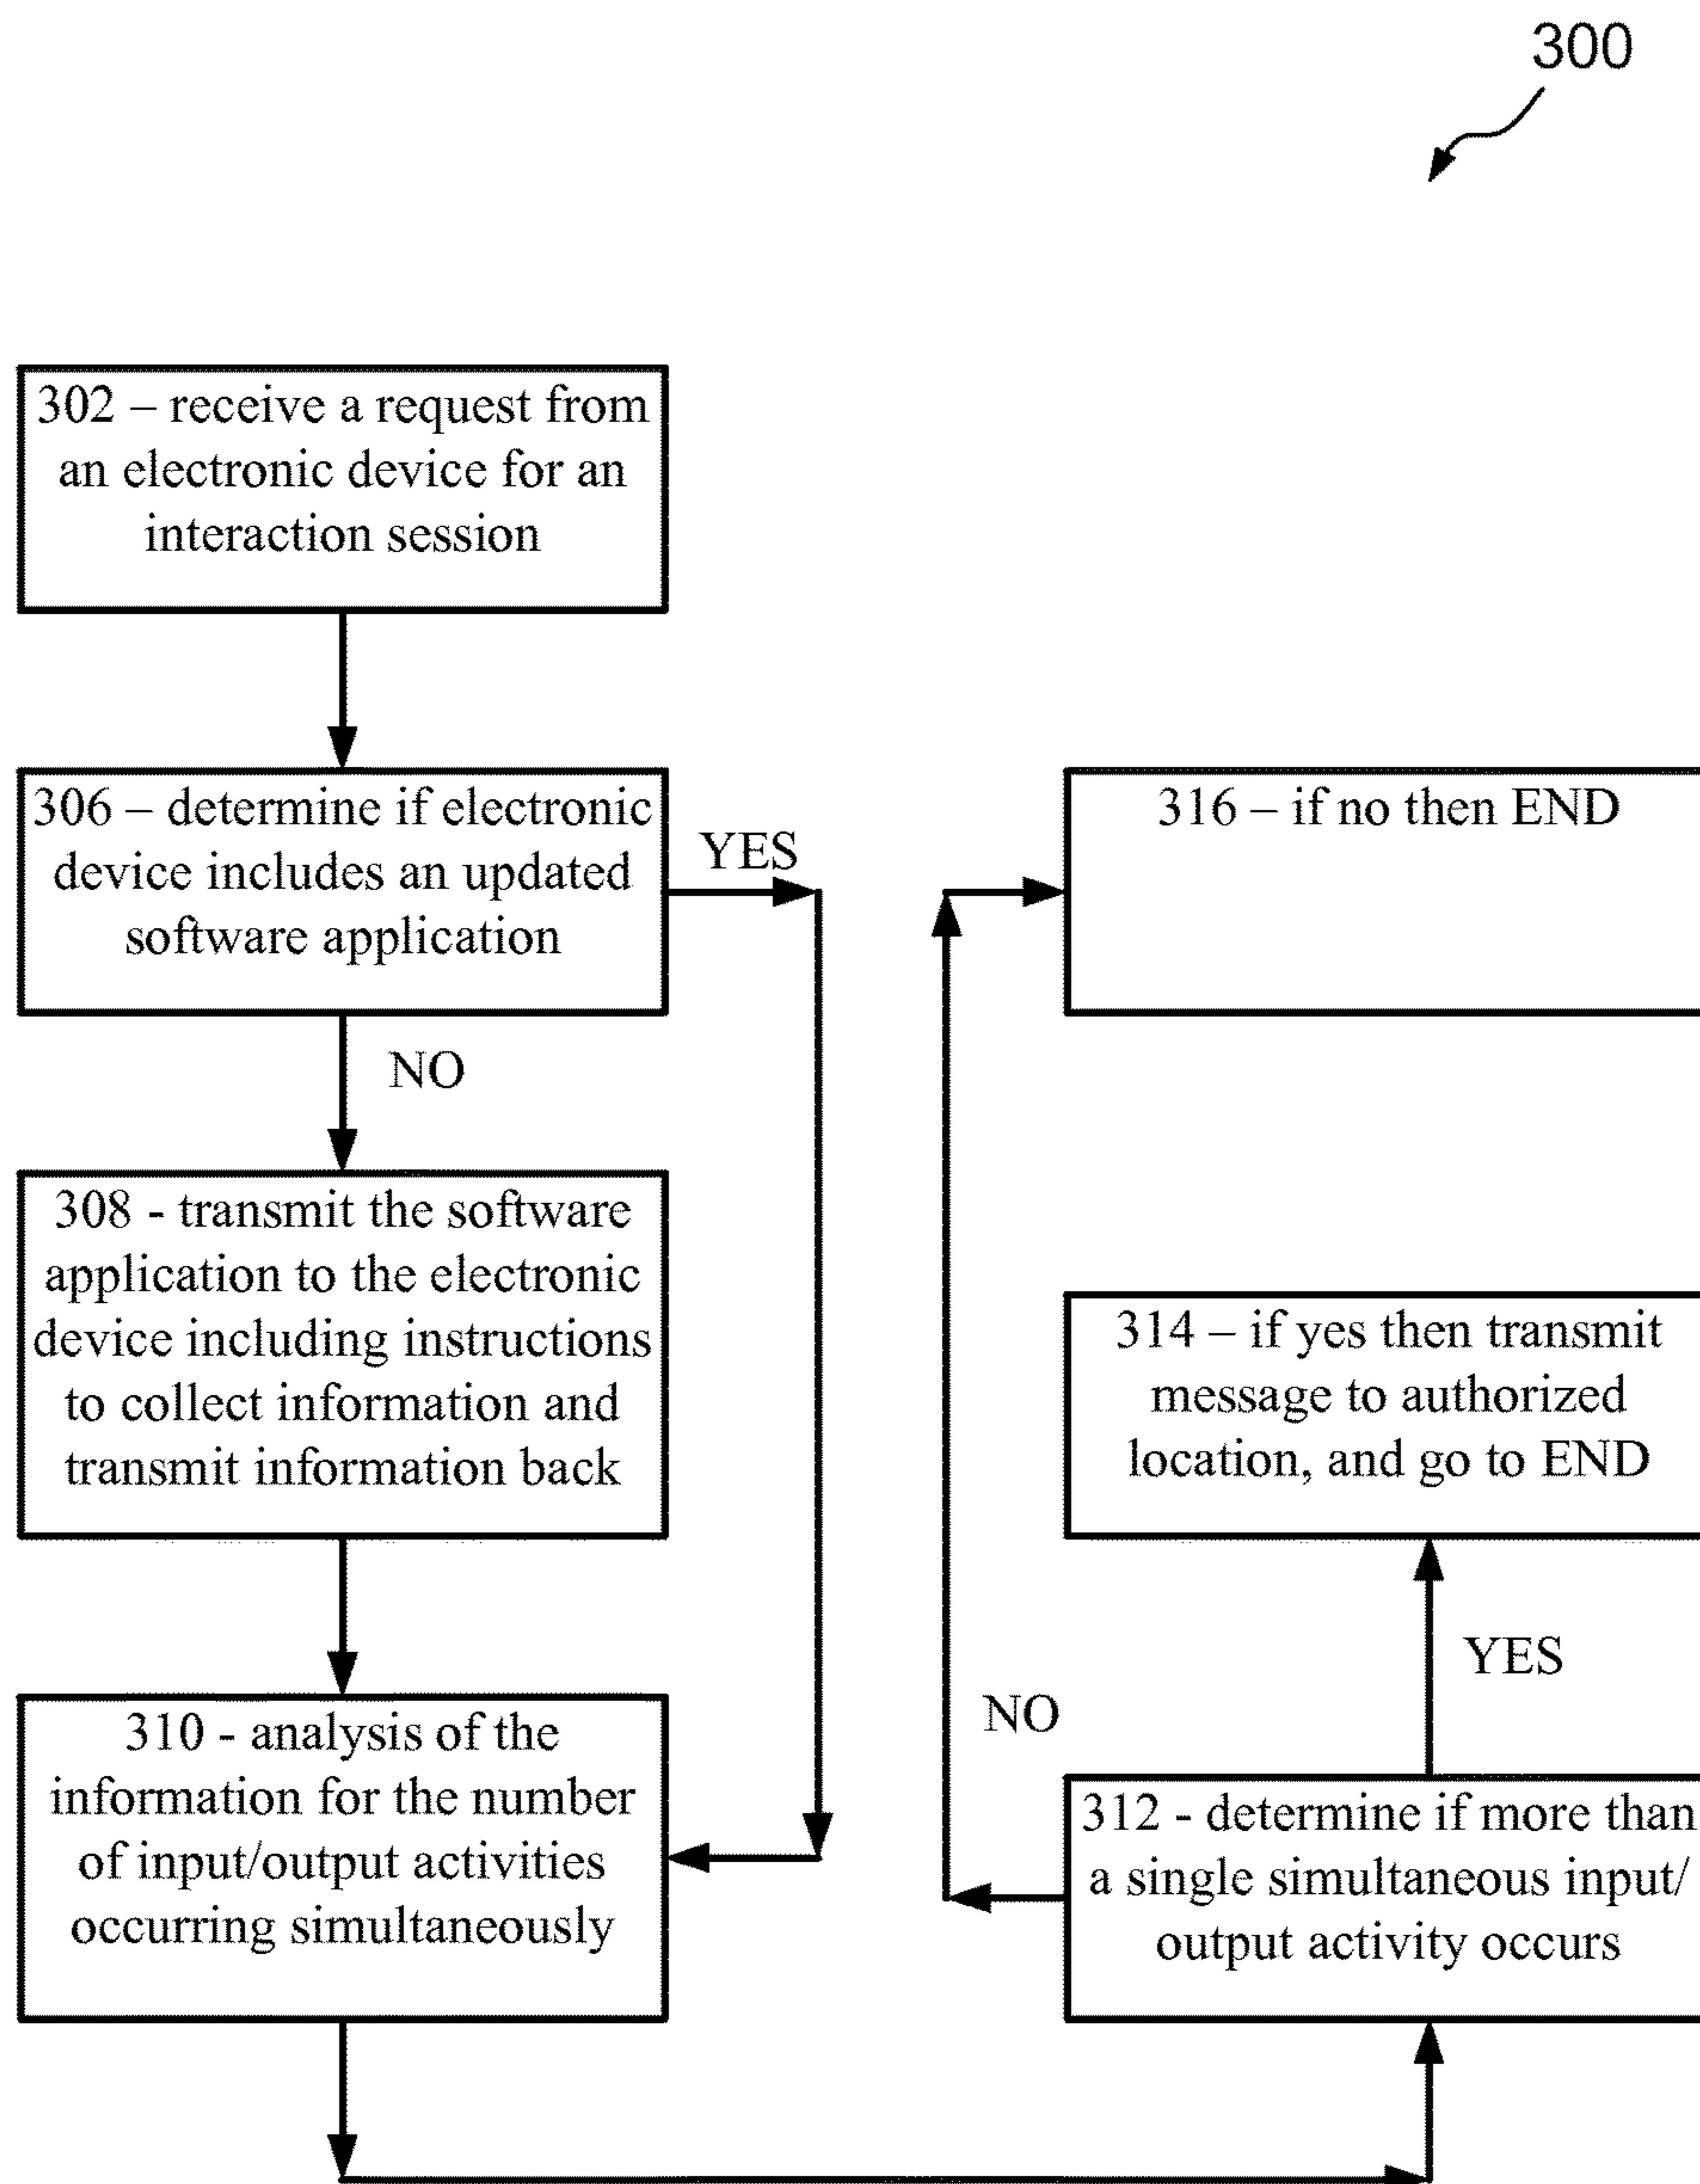 300
302 – receive a request from
an electronic device for an
interaction session
306 – determine if electronic
device includes an updated
software application
YES
NO
308 - transmit the software
application to the electronic
device including instructions
to collect information and
transmit information back
310 - analysis of the
information for the number
of input/output activities
occurring simultaneously
316 – if no then END
314 – if yes then transmit
message to authorized
location, and go to END
YES
NO
312 - determine if more than
a single simultaneous input/
output activity occurs